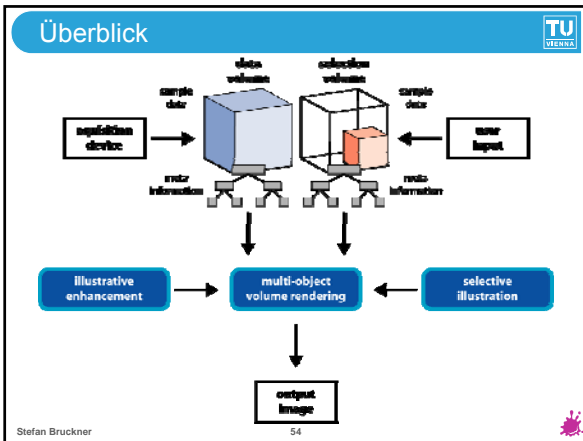 Überblick
TU
VIENNA
data
volume
selection
volume
sample
data
sample
data
aquisition
device
user
input
meta
information
meta
information
illustrative
enhancement
multi-object
volume rendering
selective
illustration
output
image
Stefan Bruckner
54